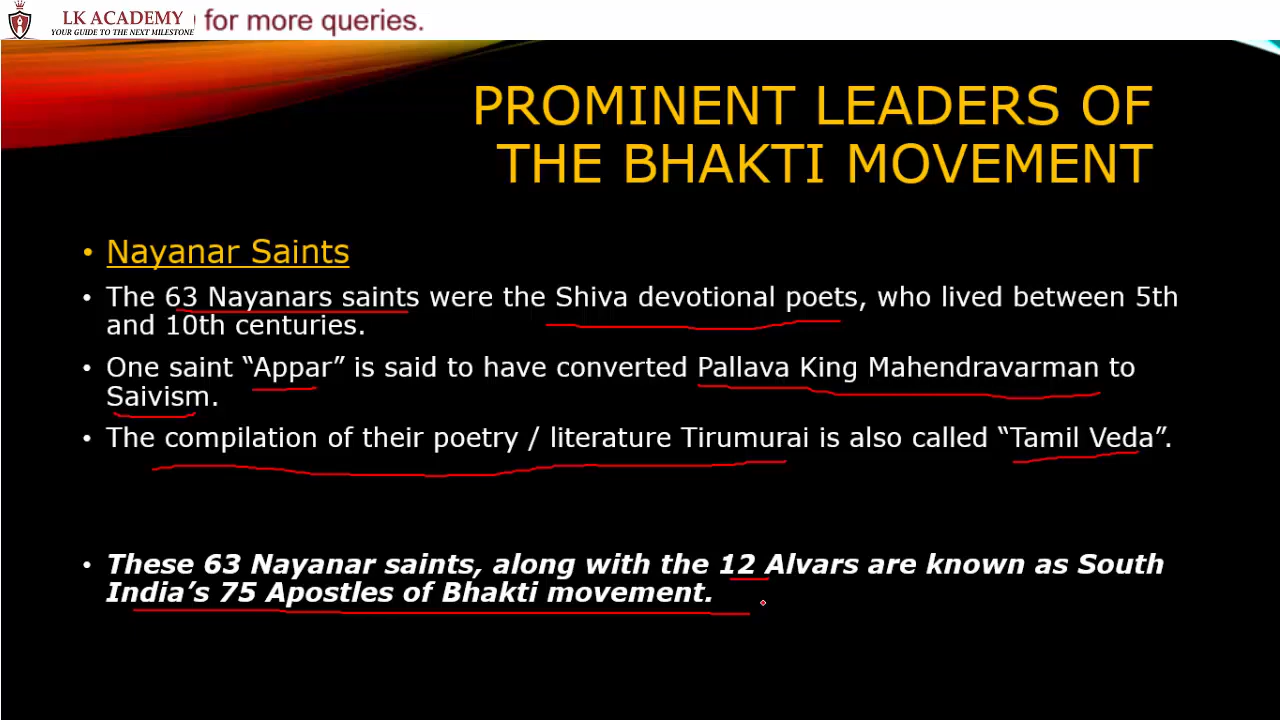 LK ACADEMY
YOUR GUIDE TO THE NEXT MILESTONE
) for more queries.
PROMINENT LEADERS OF
THE BHAKTI MOVEMENT
• Nayanar Saints
• The 63 Nayanars saints were the Shiva devotional poets, who lived between 5th
and 10th centuries.
• One saint “Appar” is said to have converted Pallava King Mahendravarman to
Saivism.
• The compilation of their poetry / literature Tirumurai is also called “Tamil Veda”.
• These 63 Nayanar saints, along with the 12 Alvars are known as South
India’s 75 Apostles of Bhakti movement.